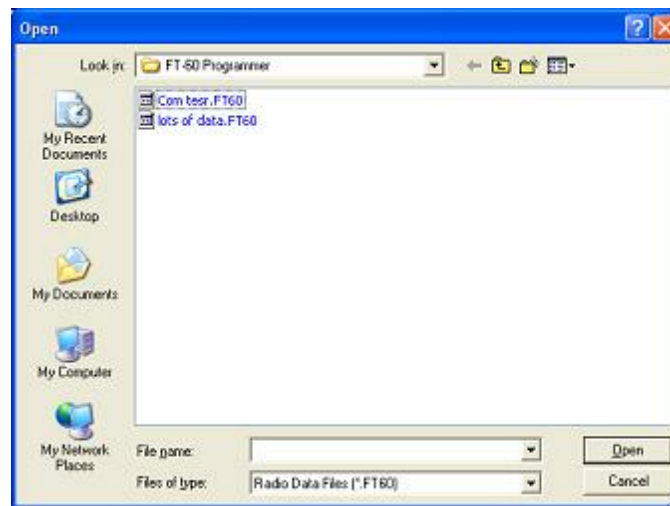 Open
Look in: FT-60 Programmer
Com tesr.FT60
lots of data.FT60
My Recent
Documents
Desktop
My Documents
My Computer
My Network
Places
File name:
Open
Files of type: Radio Data Files (*.FT60)
Cancel